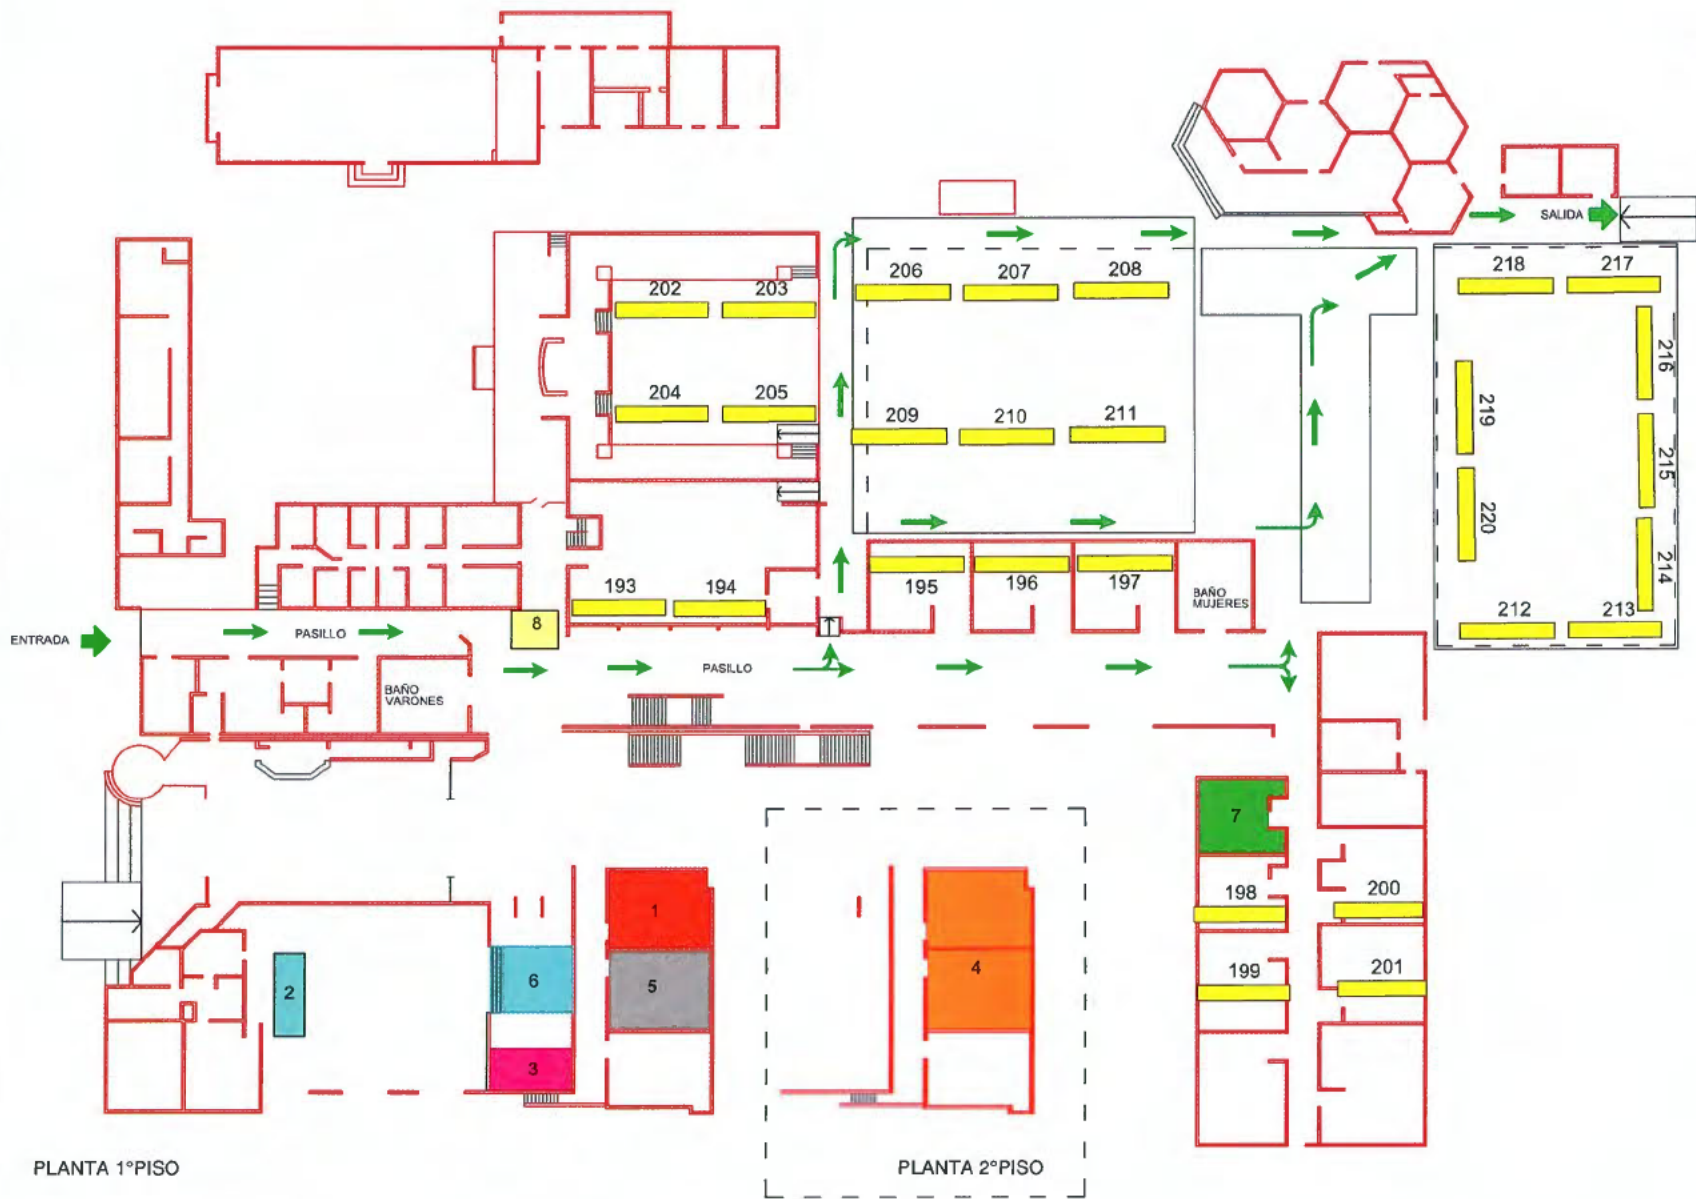 SALIDA
218 217
206 207 208
202 203
216
219
204 205
209 210 211
215
220
214
193 194
195 196 197
BAÑO
MUJERES
212 213
8
ENTRADA
PASILLO
PASILLO
BAÑO
VARONES
7
198 200
1
199 201
6 5 4
2
3
PLANTA 1°PISO
PLANTA 2°PISO